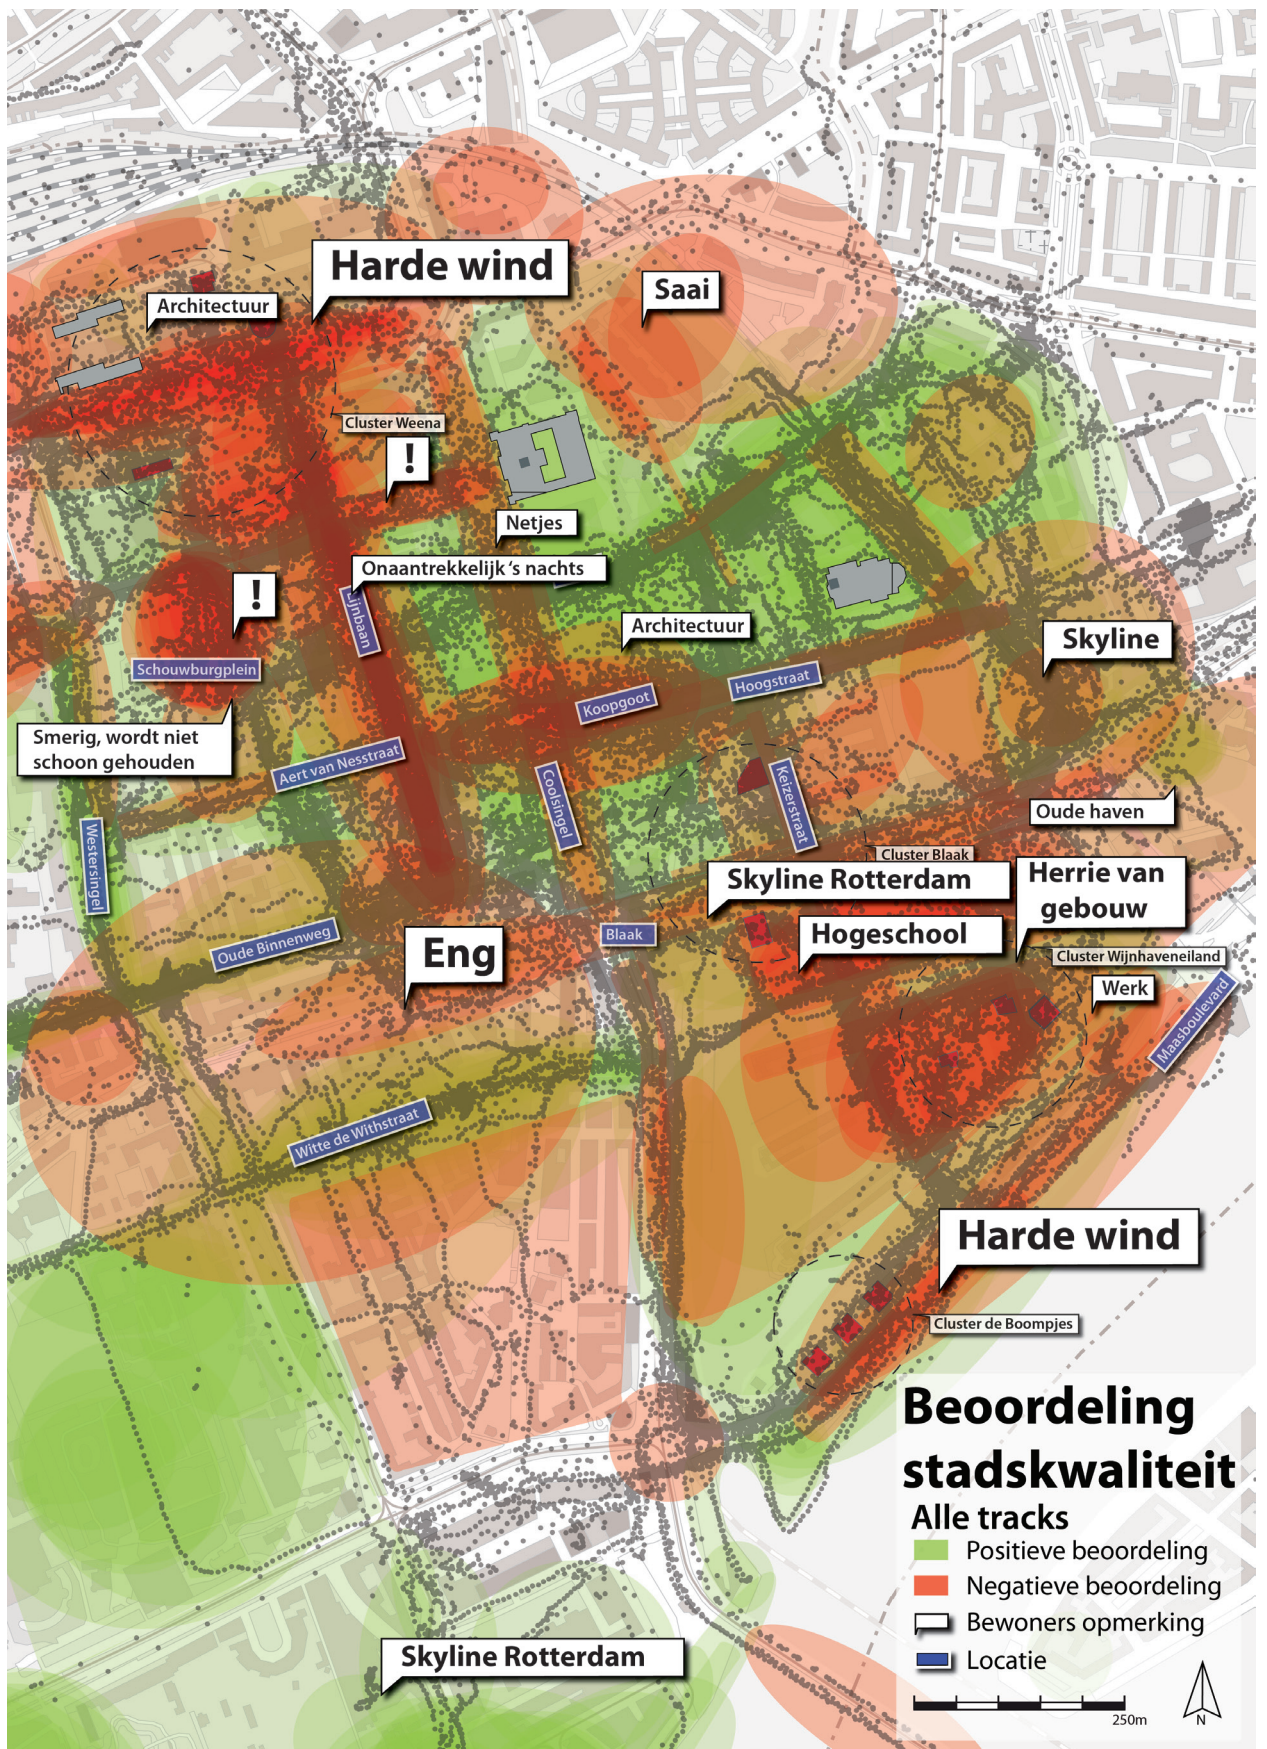 Harde wind
Saai
Architectuur
Cluster Weena
!
Netjes
Onaantrekkelijk 's nachts
!
Lijnbaan
Architectuur
Skyline
Schouwburgplein
Hoogstraat
Koopgoot
Smerig, wordt niet
schoon gehouden
Aert van Nesstraat
Coolsingel
Keizerstraat
Oude haven
Westersingel
Cluster Blaak
Skyline Rotterdam
Herrie van
gebouw
Oude Binnenweg
Blaak
Hogeschool
Eng
Cluster Wijnhaveneiland
Werk
Maasboulevard
Witte de Withstraat
Harde wind
Cluster de Boompjes
Beoordeling
stadskwaliteit
Alle tracks
Positieve beoordeling
Negatieve beoordeling
Bewoners opmerking
Locatie
250m
N
Skyline Rotterdam